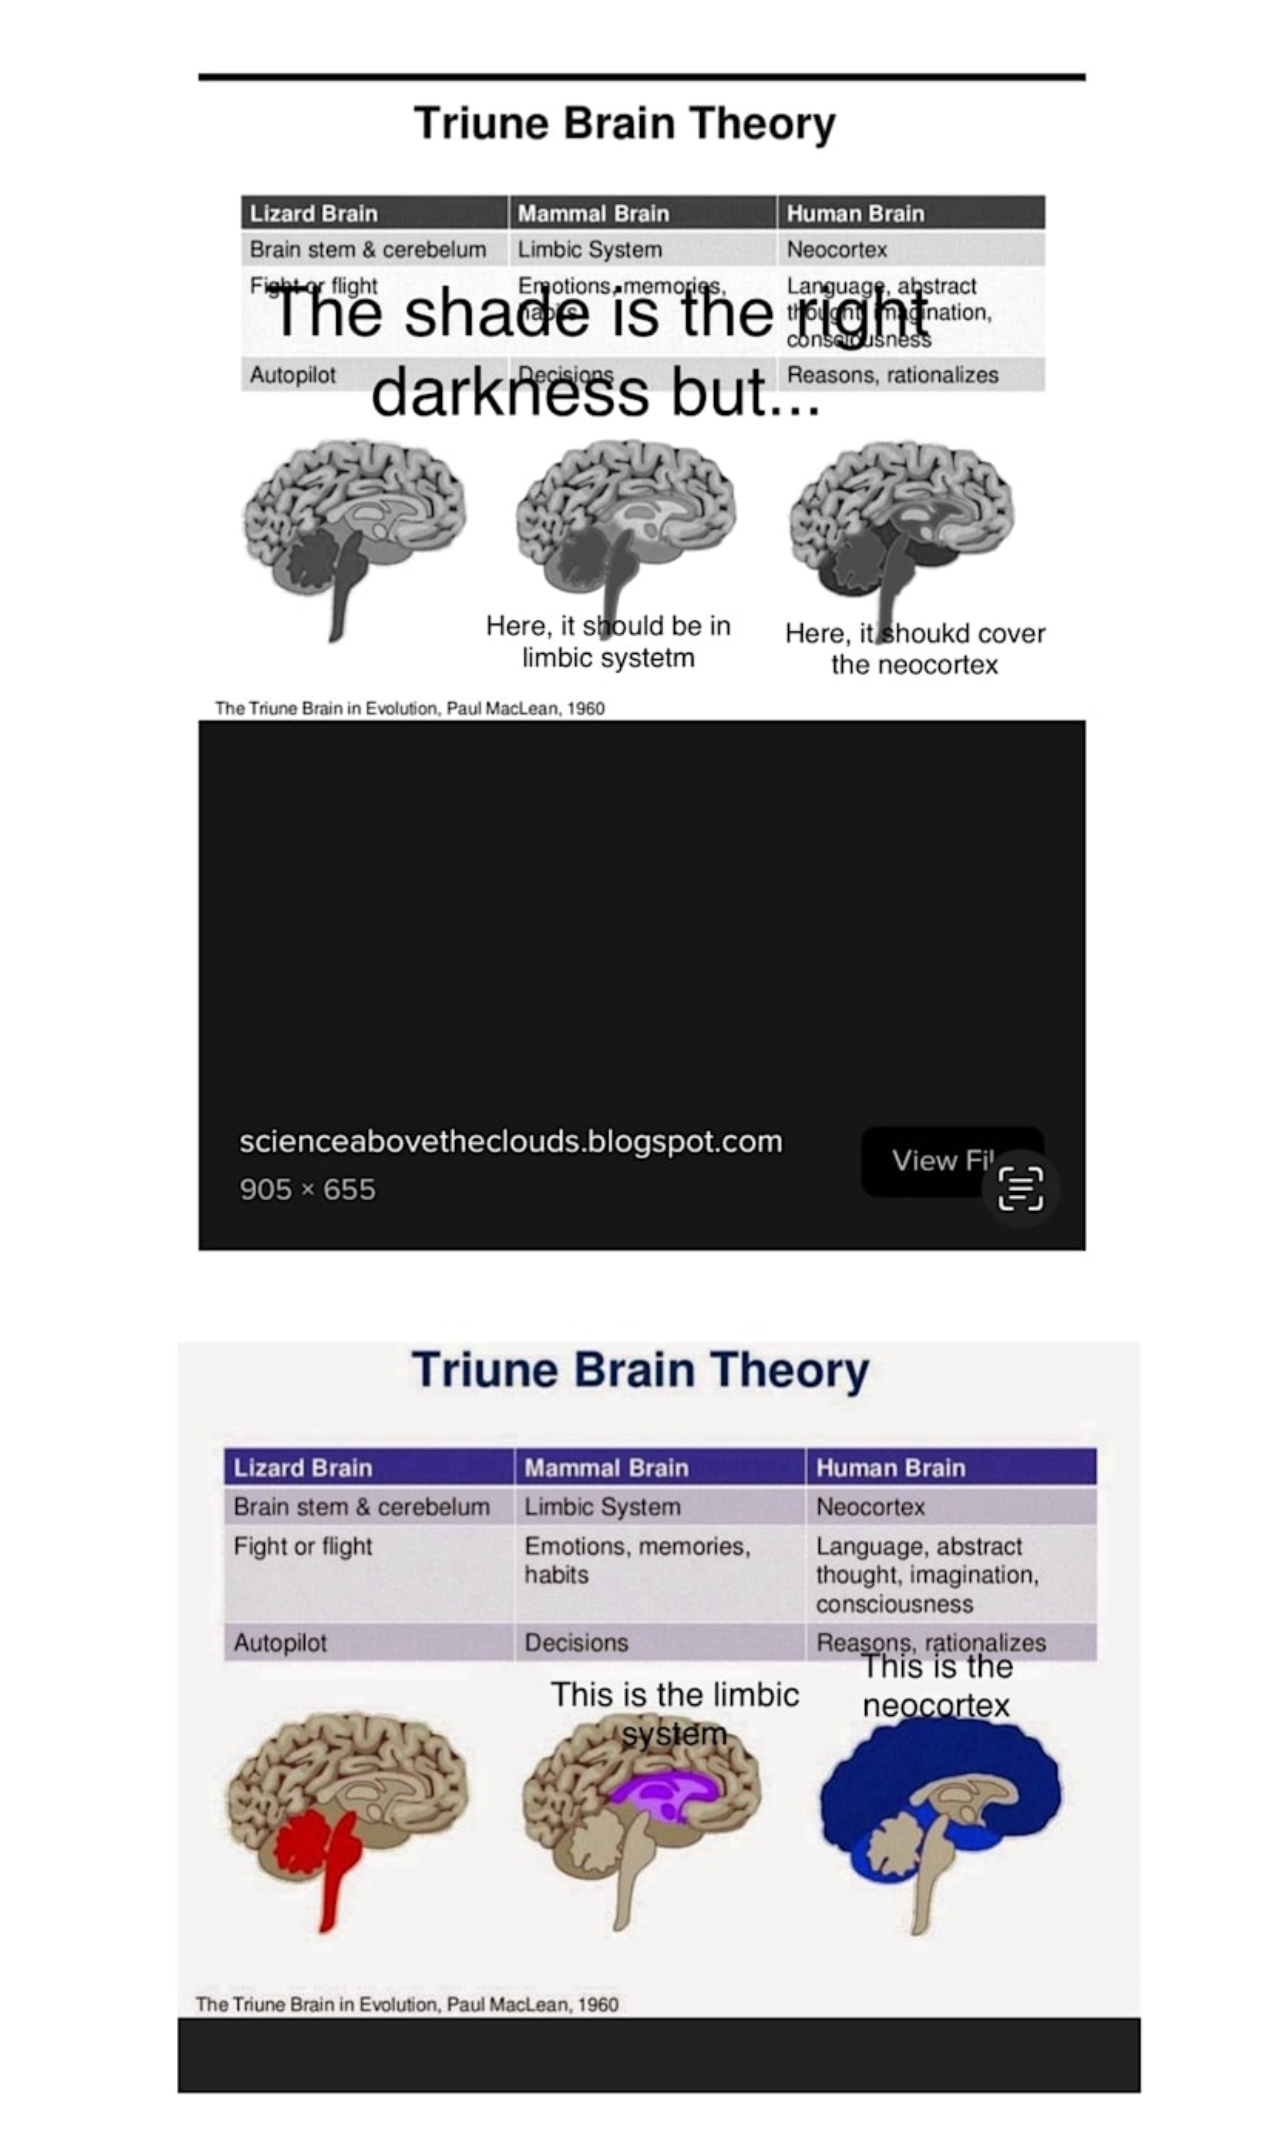 Triune Brain Theory
Lizard Brain Mammal Brain Human Brain
Brain stem & cerebelum Limbic System Neocortex
Fight or flight Emotions, memories, habits Language, abstract thought, imagination, consciousness
Autopilot Decisions Reasons, rationalizes
The shade is the right
darkness but...
Here, it should be in
limbic systetm
Here, it shoukd cover
the neocortex
The Triune Brain in Evolution, Paul MacLean, 1960
scienceabovetheclouds.blogspot.com
905 × 655
View Fil
Triune Brain Theory
Lizard Brain Mammal Brain Human Brain
Brain stem & cerebelum Limbic System Neocortex
Fight or flight Emotions, memories, habits Language, abstract thought, imagination, consciousness
Autopilot Decisions Reasons, rationalizes
This is the limbic
system
This is the
neocortex
The Triune Brain in Evolution, Paul MacLean, 1960